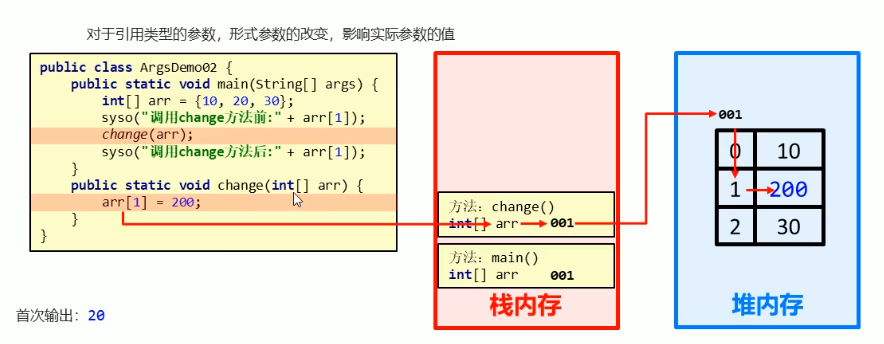 对于引用类型的参数，形式参数的改变，影响实际参数的值
public class ArgsDemo02 {
    public static void main(String[] args) {
        int[] arr = {10, 20, 30};
        syso("调用change方法前:" + arr[1]);
        change(arr);
        syso("调用change方法后:" + arr[1]);
    }
    public static void change(int[] arr) {
        arr[1] = 200;
    }
}
首次输出：20
方法：change()
int[] arr 001
方法：main()
int[] arr 001
栈内存
001
0 10
1 200
2 30
堆内存